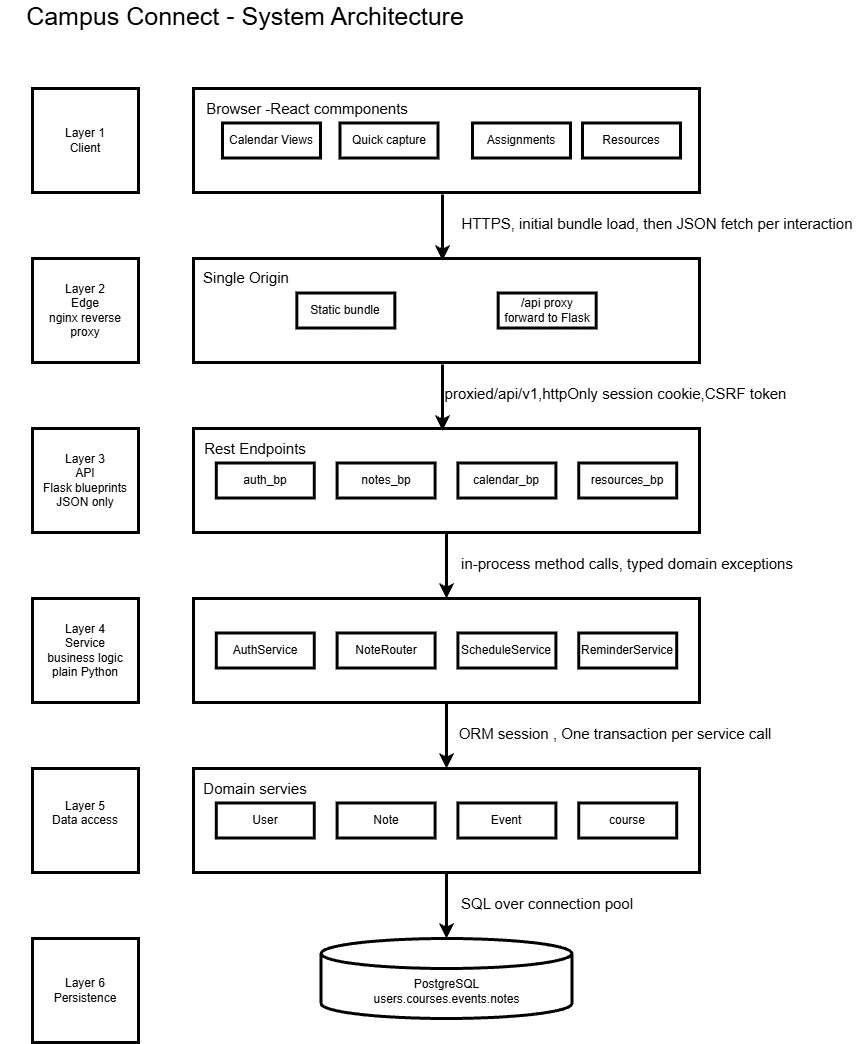 Campus Connect - System Architecture
Layer 1
Client
Browser -React commponents
Calendar Views
Quick capture
Assignments
Resources
HTTPS, initial bundle load, then JSON fetch per interaction
Layer 2
Edge
nginx reverse
proxy
Single Origin
Static bundle
/api proxy
forward to Flask
proxied/api/v1,httpOnly session cookie,CSRF token
Layer 3
API
Flask blueprints
JSON only
Rest Endpoints
auth_bp
notes_bp
calendar_bp
resources_bp
in-process method calls, typed domain exceptions
Layer 4
Service
business logic
plain Python
AuthService
NoteRouter
ScheduleService
ReminderService
ORM session , One transaction per service call
Layer 5
Data access
Domain servies
User
Note
Event
course
SQL over connection pool
Layer 6
Persistence
PostgreSQL
users.courses.events.notes